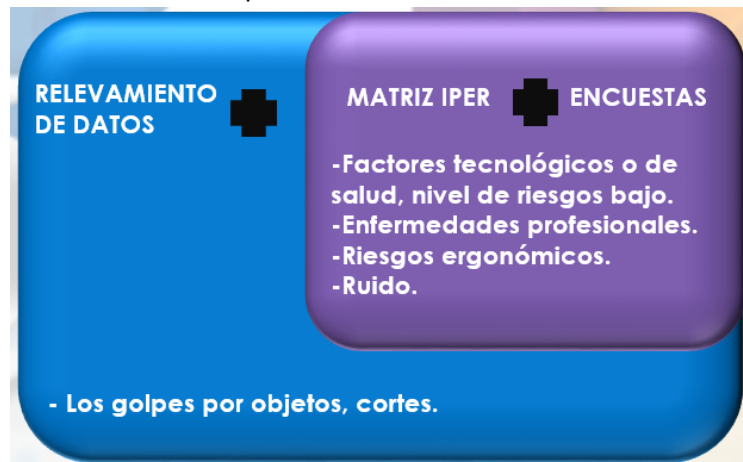 RELEVAMIENTO
DE DATOS
MATRIZ IPER
ENCUESTAS
-Factores tecnológicos o de
salud, nivel de riesgos bajo.
-Enfermedades profesionales.
-Riesgos ergonómicos.
-Ruido.
- Los golpes por objetos, cortes.